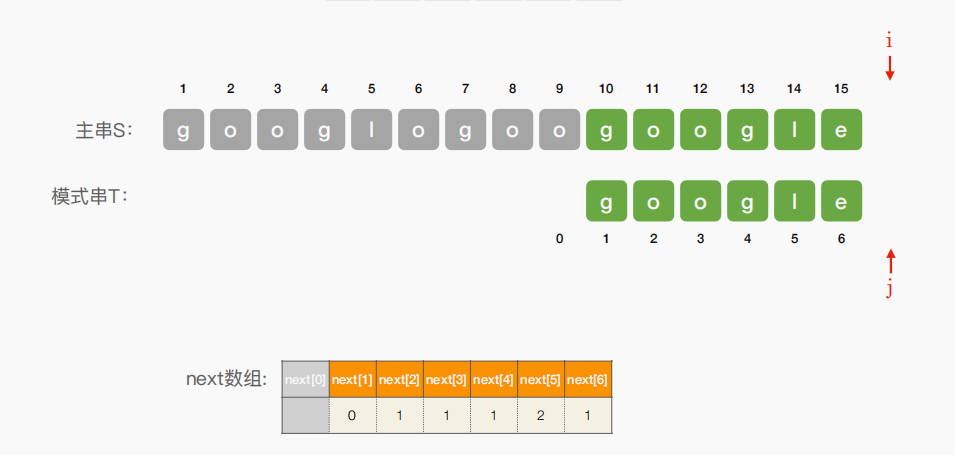 i
1 2 3 4 5 6 7 8 9 10 11 12 13 14 15
主串S： g o o g l o g o o g o o g l e
模式串T： g o o g l e
0 1 2 3 4 5 6
j
next数组: next[0] next[1] next[2] next[3] next[4] next[5] next[6]
0 1 1 1 2 1